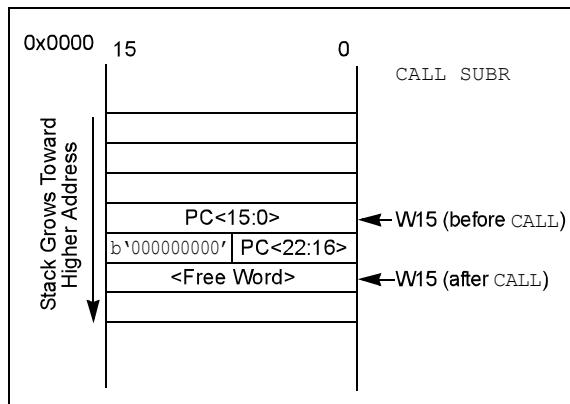 0x0000
15 0
CALL SUBR
Stack Grows Toward
Higher Address
PC<15:0>
W15 (before CALL)
b‘000000000’ PC<22:16>
<Free Word>
W15 (after CALL)